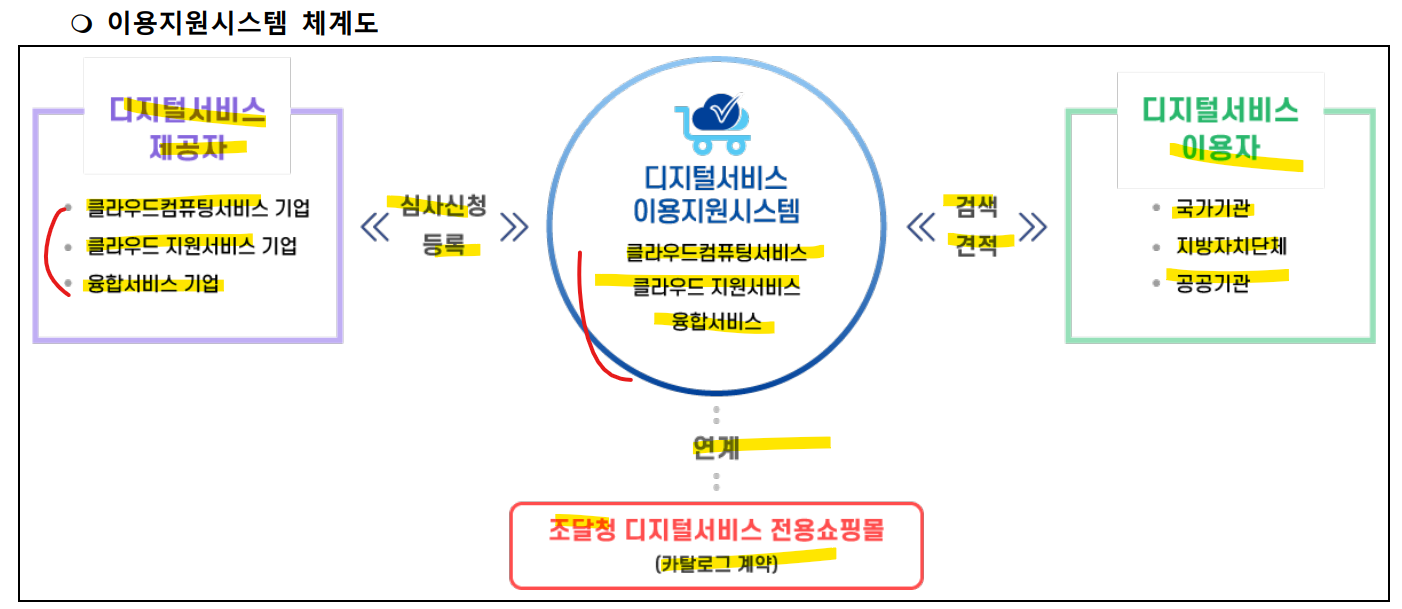 ❍ 이용지원시스템 체계도
디지털서비스
제공자
• 클라우드컴퓨팅서비스 기업
• 클라우드 지원서비스 기업
• 융합서비스 기업
심사신청
등록
디지털서비스
이용지원시스템
클라우드컴퓨팅서비스
클라우드 지원서비스
융합서비스
검색
견적
디지털서비스
이용자
• 국가기관
• 지방자치단체
• 공공기관
연계
조달청 디지털서비스 전용쇼핑몰
(카탈로그 계약)